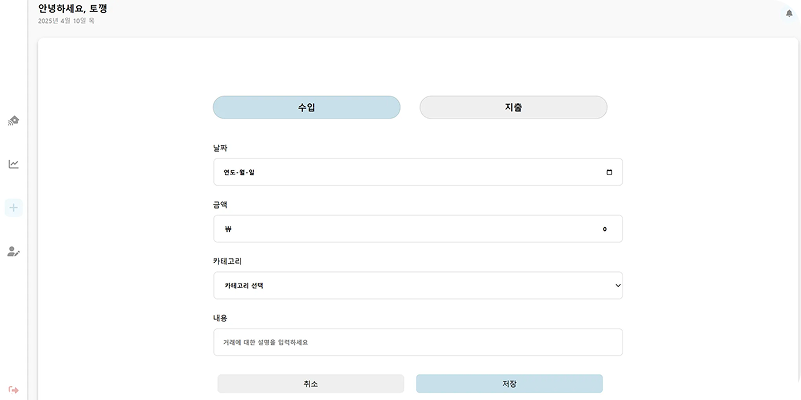 안녕하세요, 토깽
2025년 4월 10일 목
수입
지출
날짜
연도-월-일
금액
₩ 0
카테고리
카테고리 선택
내용
거래에 대한 설명을 입력하세요
취소
저장